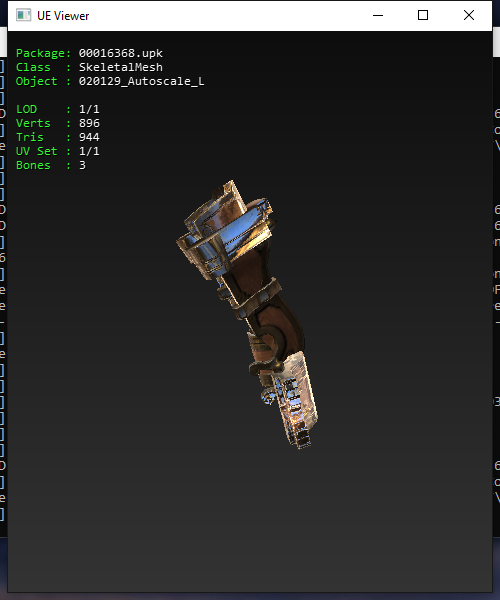 UE Viewer
Package: 00016368.upk
Class  : SkeletalMesh
Object : 020129_Autoscale_L
LOD    : 1/1
Verts  : 896
Tris   : 944
UV Set : 1/1
Bones  : 3